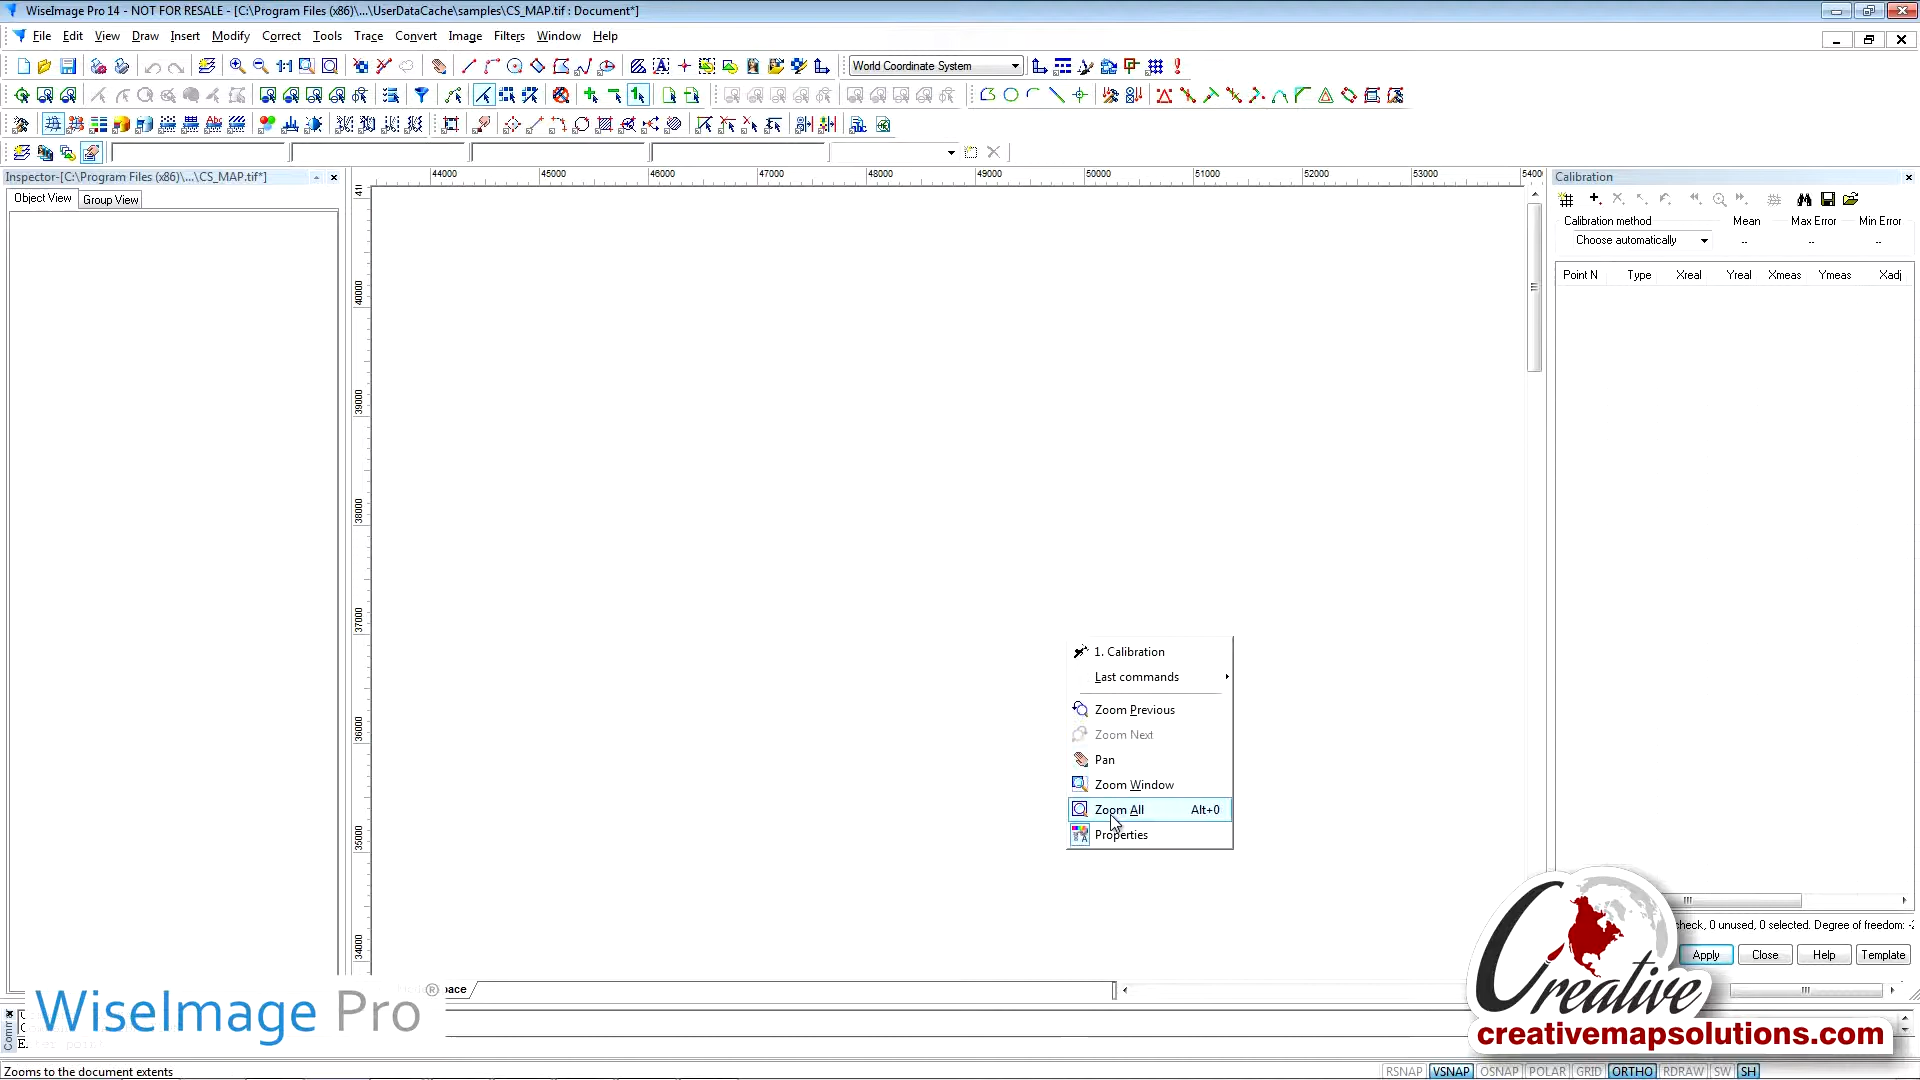 WiseImage Pro 14 - NOT FOR RESALE - [C:\Program Files (x86)\...\UserDataCache\samples\CS_MAP.tif : Document*]
File Edit View Draw Insert Modify Correct Tools Trace Convert Image Filters Window Help
World Coordinate System
Inspector-[C:\Program Files (x86)\...\CS_MAP.tif*]
Object View Group View
44000 45000 46000 47000 48000 49000 50000 51000 52000 53000 5400
41
40000
39000
38000
37000
36000
35000
34000
Calibration
Calibration method Mean Max Error Min Error
Choose automatically -- -- --
Point N Type Xreal Yreal Xmeas Ymeas Xadj
1. Calibration
Last commands
Zoom Previous
Zoom Next
Pan
Zoom Window
Zoom All Alt+0
Properties
check, 0 unused, 0 selected. Degree of freedom: -2
Apply Close Help Template
pace
WiseImage Pro®
Creative
creativemapsolutions.com
Zooms to the document extents
RSNAP VSNAP OSNAP POLAR GRID ORTHO RDRAW SW SH